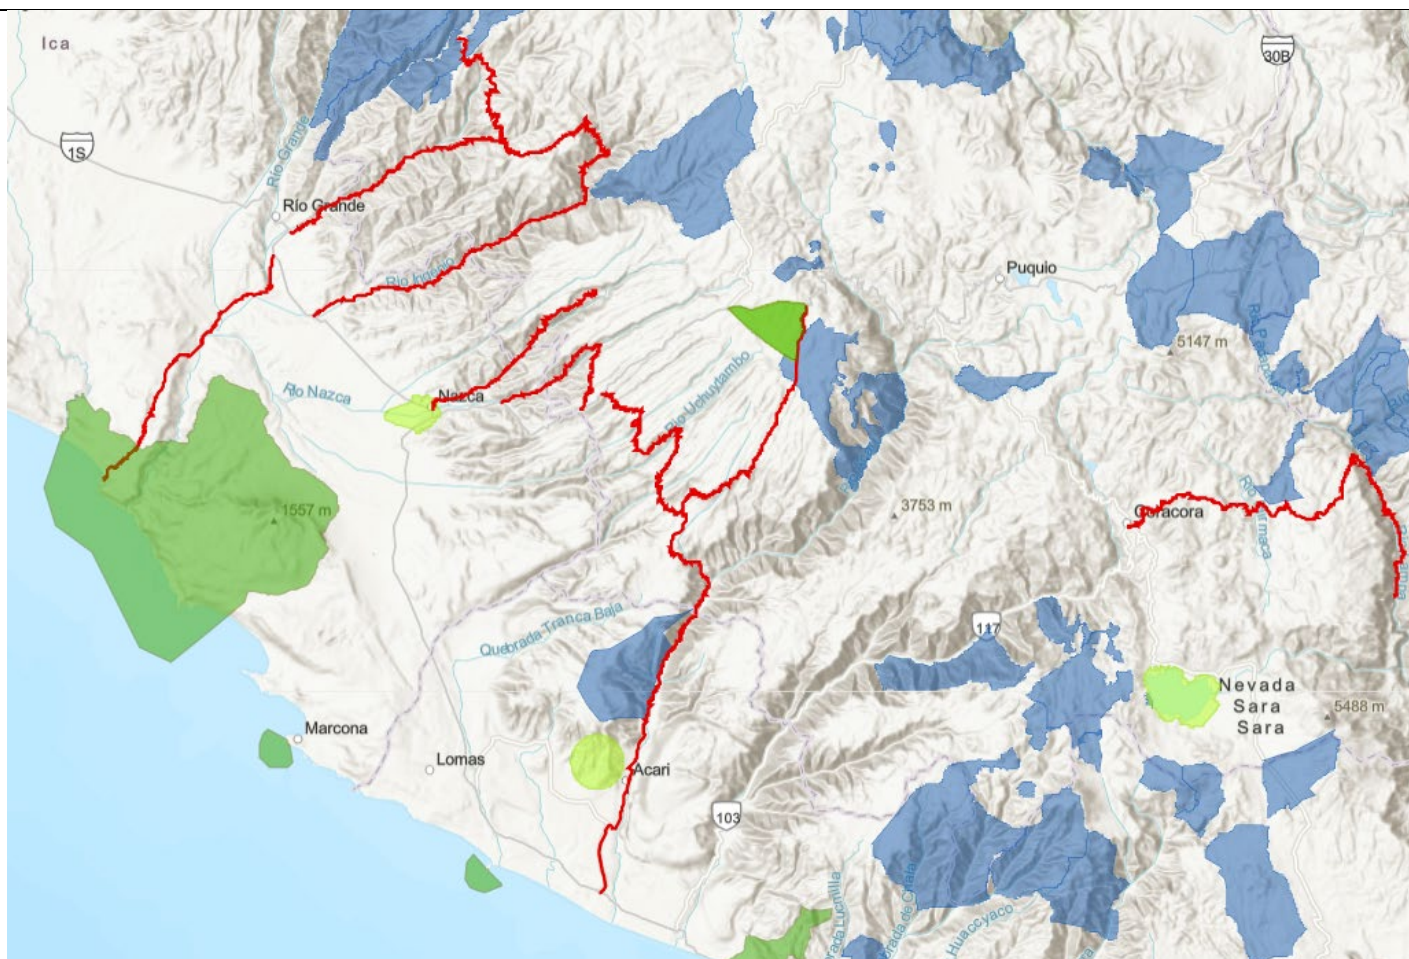 Ica
30B
1S
Río Grande
Río Grande
Puquio
Río Ingenio
5147 m
Río Nazca
Nazca
Río Uchuytambo
3753 m
1557 m
Coracora
Quebrada Tranca Baja
117
Nevada
Sara
Sara
5488 m
Marcona
Lomas
Acari
103
Huaccyaco